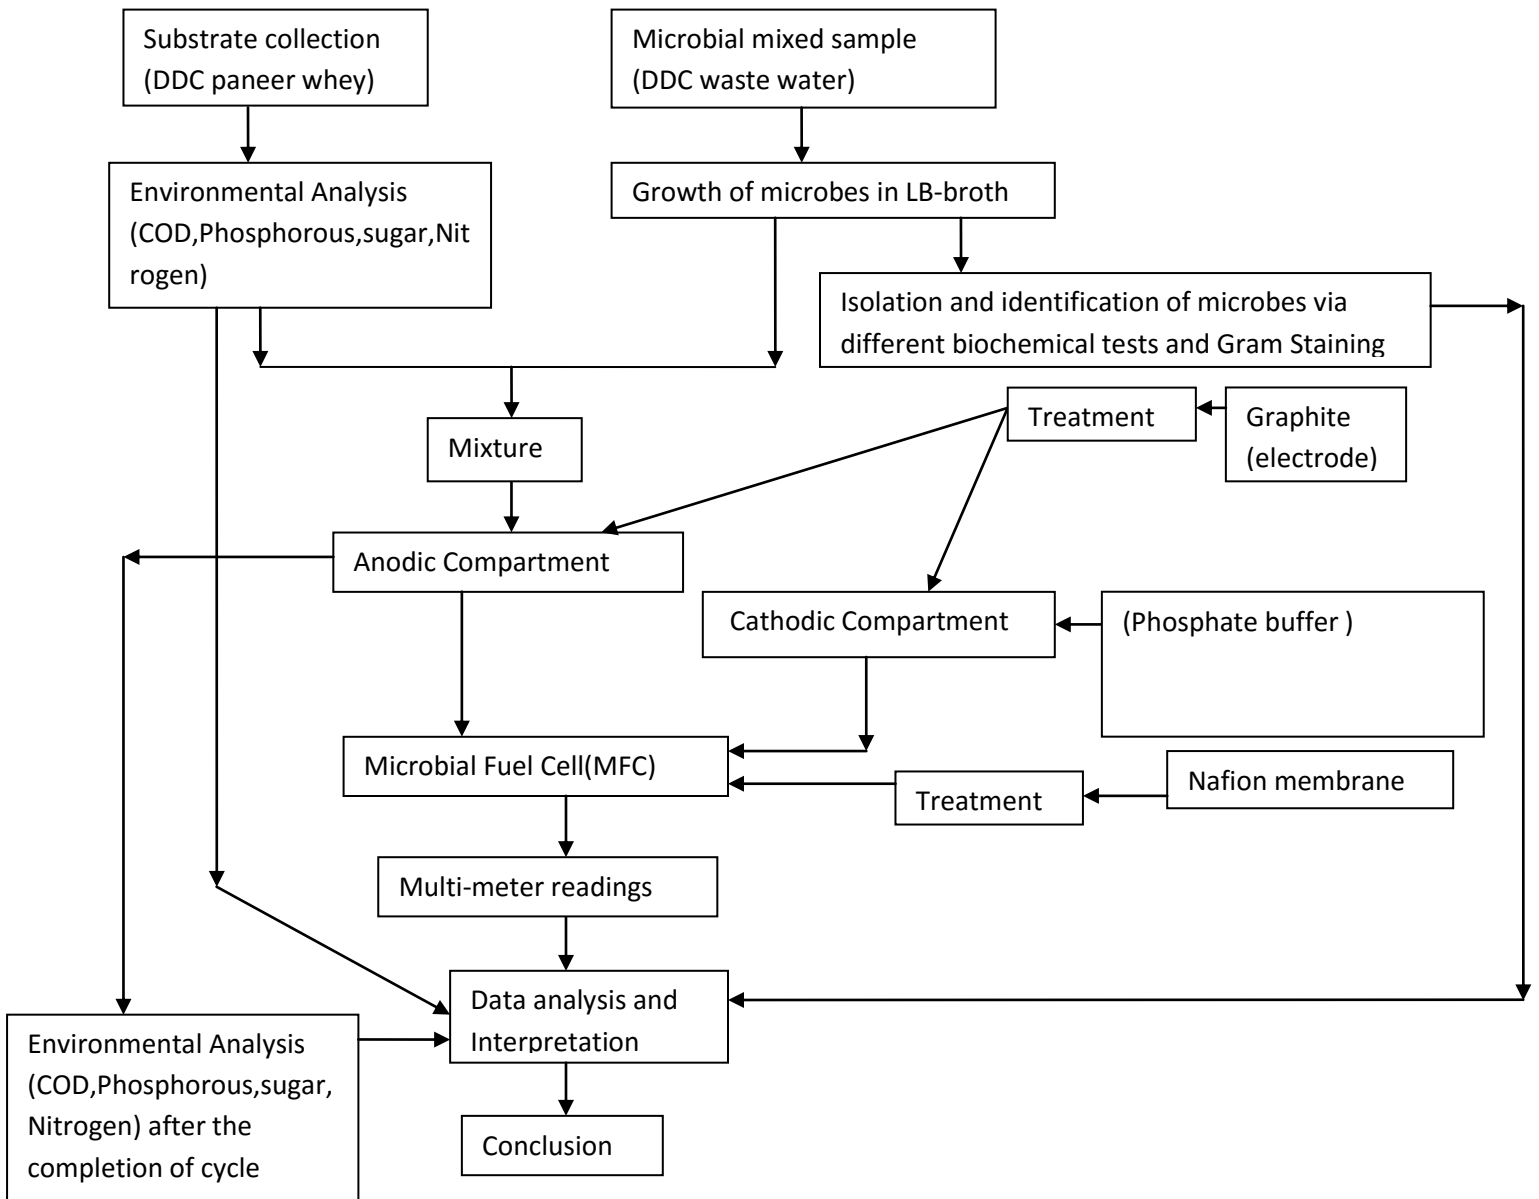 Substrate collection
(DDC paneer whey)
Microbial mixed sample
(DDC waste water)
Environmental Analysis
(COD,Phosphorous,sugar,Nit
rogen)
Growth of microbes in LB-broth
Isolation and identification of microbes via
different biochemical tests and Gram Staining
Treatment
Graphite
(electrode)
Mixture
Anodic Compartment
Cathodic Compartment
(Phosphate buffer )
Microbial Fuel Cell(MFC)
Treatment
Nafion membrane
Multi-meter readings
Data analysis and
Interpretation
Environmental Analysis
(COD,Phosphorous,sugar,
Nitrogen) after the
completion of cycle
Conclusion